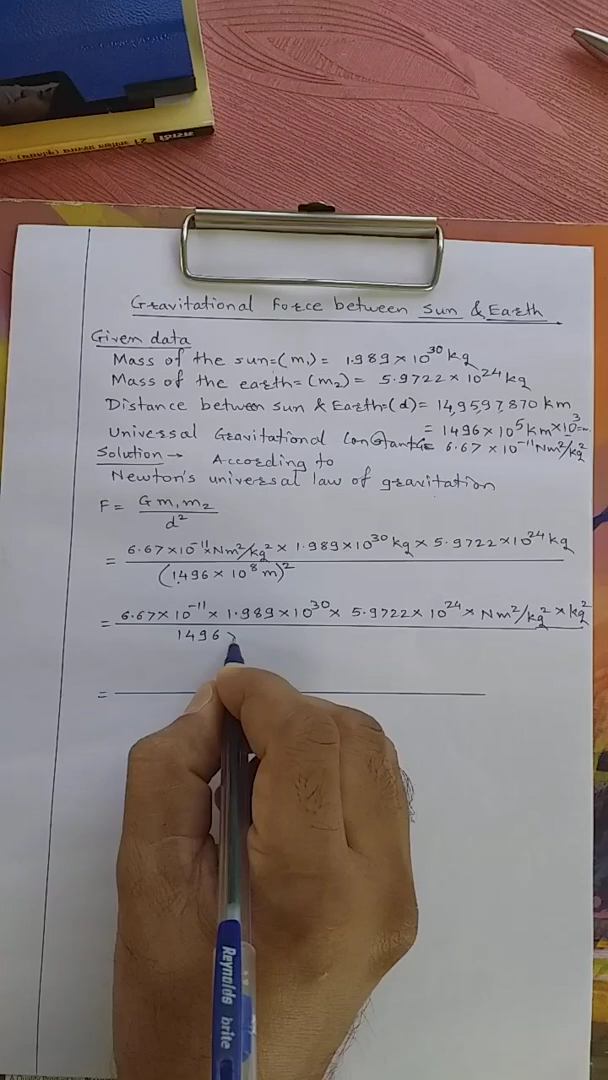 Gravitational Force between Sun & Earth
Given data
Mass of the sun=(m₁)= 1.989×10³⁰ kg
Mass of the earth=(m₂)= 5.9722×10²⁴ kg
Distance between sun & Earth=(d)= 14,9597,870 km
= 1496×10⁵ km×10³
Universal Gravitational Constant= 6.67×10⁻¹¹ Nm²/kg²
Solution→ According to
Newton's universal law of gravitation
F = G m₁ m₂
d²
= 6.67×10⁻¹¹×Nm²/kg² × 1.989×10³⁰ kg × 5.9722×10²⁴ kg
(1496 × 10⁸ m)²
= 6.67×10⁻¹¹ × 1.989×10³⁰ × 5.9722×10²⁴ × Nm²/kg² × kg²
1496
=
Reynolds brite